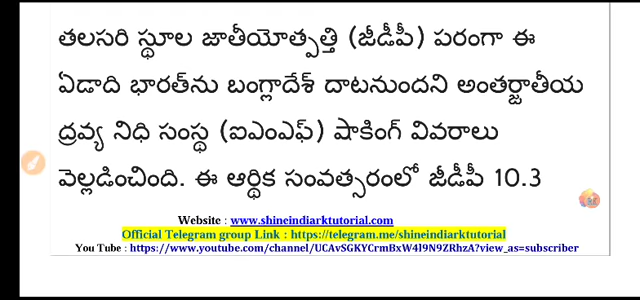 తలసరి స్థూల జాతీయోత్పత్తి (జీడీపీ) పరంగా ఈ
ఏడాది భారత్‌ను బంగ్లాదేశ్ దాటనుందని అంతర్జాతీయ
ద్రవ్య నిధి సంస్థ (ఐఎంఎఫ్) షాకింగ్ వివరాలు
వెల్లడించింది. ఈ ఆర్థిక సంవత్సరంలో జీడీపీ 10.3
Website : www.shineindiarktutorial.com
Official Telegram group Link : https://telegram.me/shineindiarktutorial
You Tube : https://www.youtube.com/channel/UCAvSGKYCrmBxW4l9N9ZRhzA?view_as=subscriber